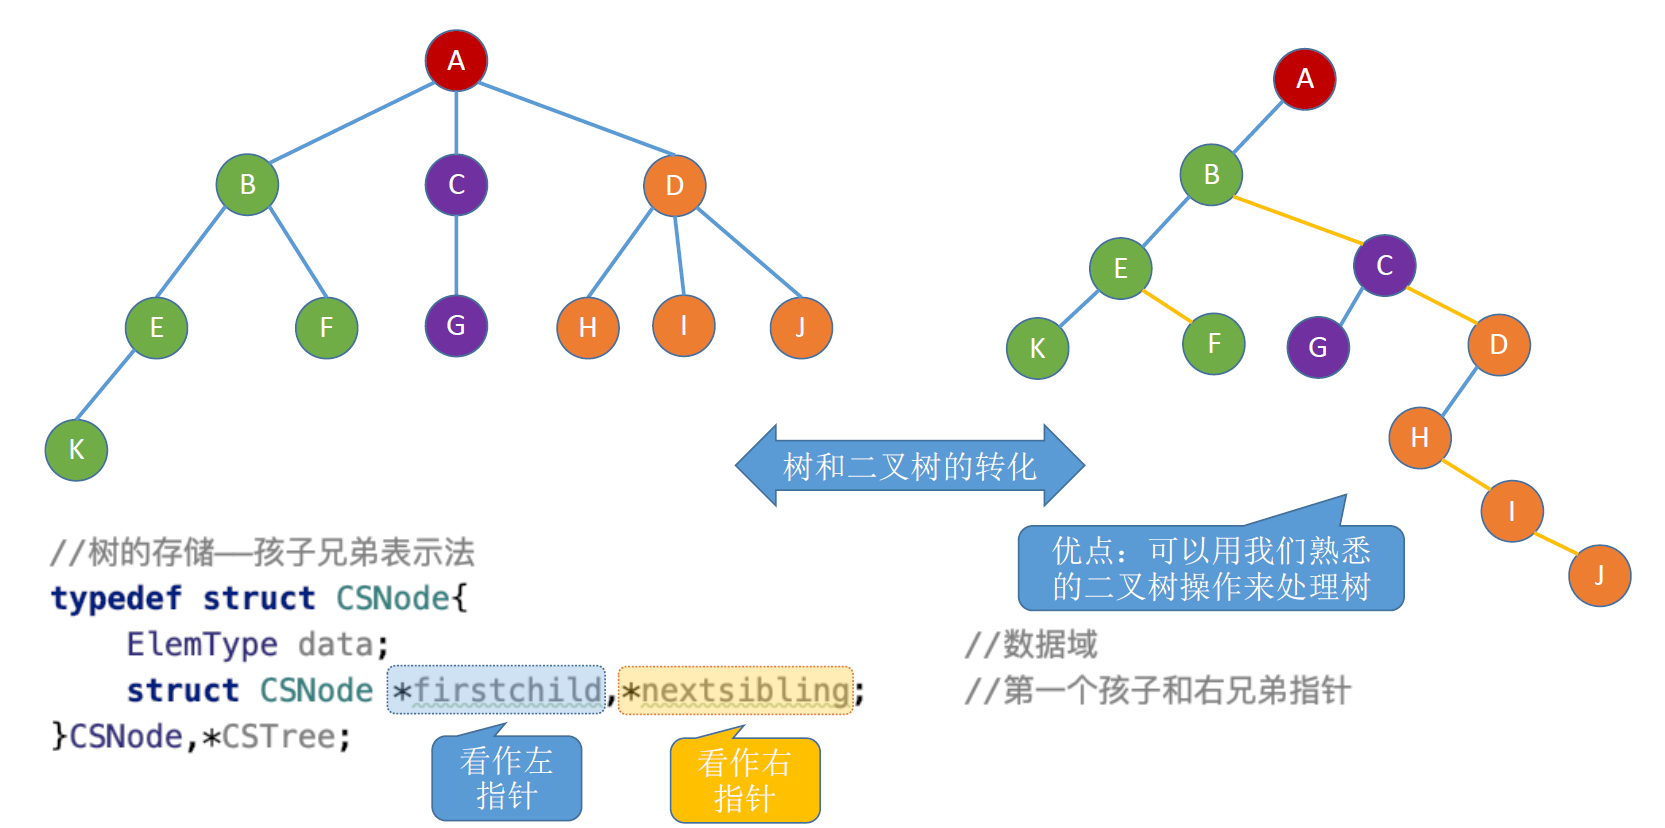 A
B
C
D
E
F
G
H
I
J
K
A
B
E
C
K
F
G
D
H
I
J
树和二叉树的转化
优点：可以用我们熟悉
的二叉树操作来处理树
//树的存储——孩子兄弟表示法
typedef struct CSNode{
ElemType data; //数据域
struct CSNode *firstchild,*nextsibling; //第一个孩子和右兄弟指针
}CSNode,*CSTree;
看作左
指针
看作右
指针